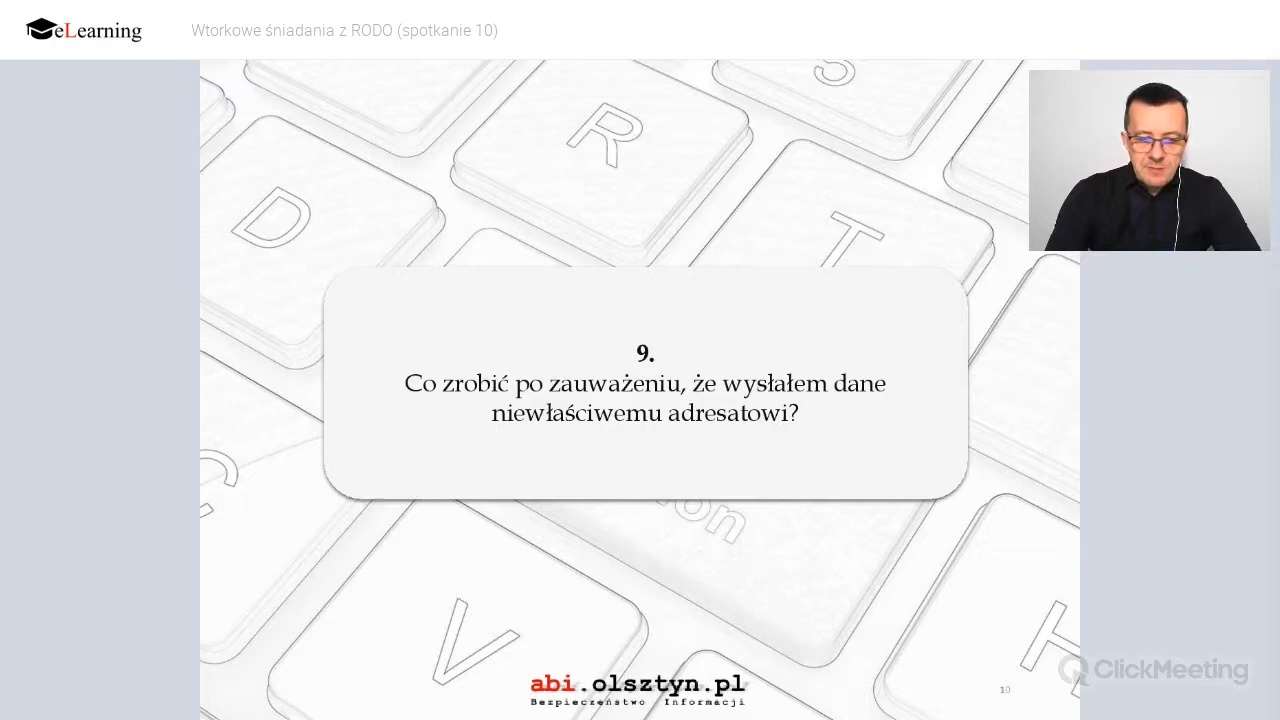 eLearning
Wtorkowe śniadania z RODO (spotkanie 10)
S
R
D
T
9.
Co zrobić po zauważeniu, że wysłałem dane
niewłaściwemu adresatowi?
C
ion
V
H
ClickMeeting
abi.olsztyn.pl
Bezpieczeństwo Informacji
10